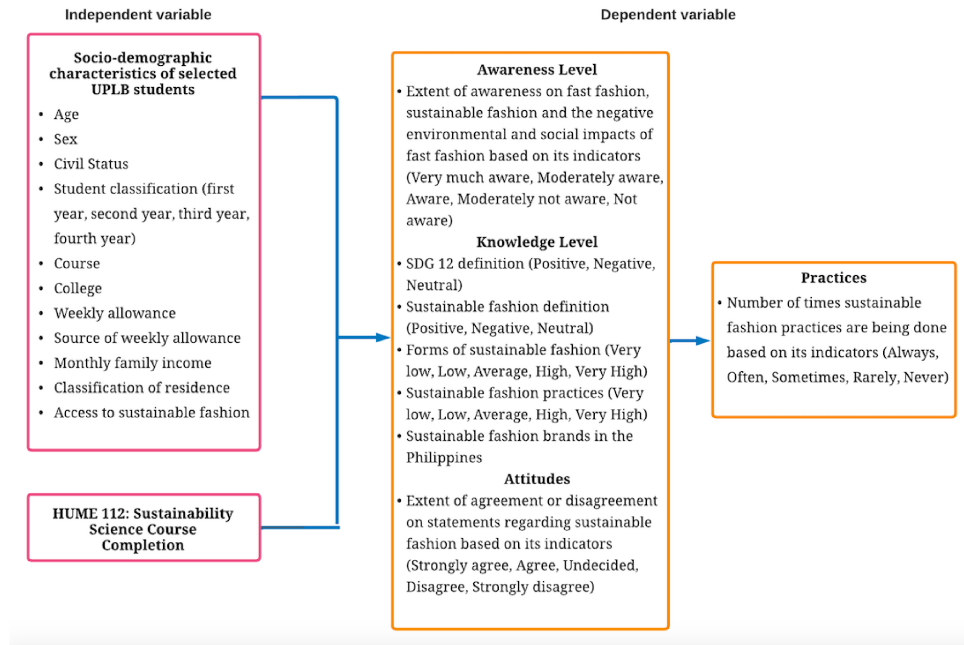 Independent variable
Dependent variable
Socio-demographic
characteristics of selected
UPLB students
• Age
• Sex
• Civil Status
• Student classification (first
year, second year, third year,
fourth year)
• Course
• College
• Weekly allowance
• Source of weekly allowance
• Monthly family income
• Classification of residence
• Access to sustainable fashion
HUME 112: Sustainability
Science Course
Completion
Awareness Level
• Extent of awareness on fast fashion,
sustainable fashion and the negative
environmental and social impacts of
fast fashion based on its indicators
(Very much aware, Moderately aware,
Aware, Moderately not aware, Not
aware)
Knowledge Level
• SDG 12 definition (Positive, Negative,
Neutral)
• Sustainable fashion definition
(Positive, Negative, Neutral)
• Forms of sustainable fashion (Very
low, Low, Average, High, Very High)
• Sustainable fashion practices (Very
low, Low, Average, High, Very High)
• Sustainable fashion brands in the
Philippines
Attitudes
• Extent of agreement or disagreement
on statements regarding sustainable
fashion based on its indicators
(Strongly agree, Agree, Undecided,
Disagree, Strongly disagree)
Practices
• Number of times sustainable
fashion practices are being done
based on its indicators (Always,
Often, Sometimes, Rarely, Never)